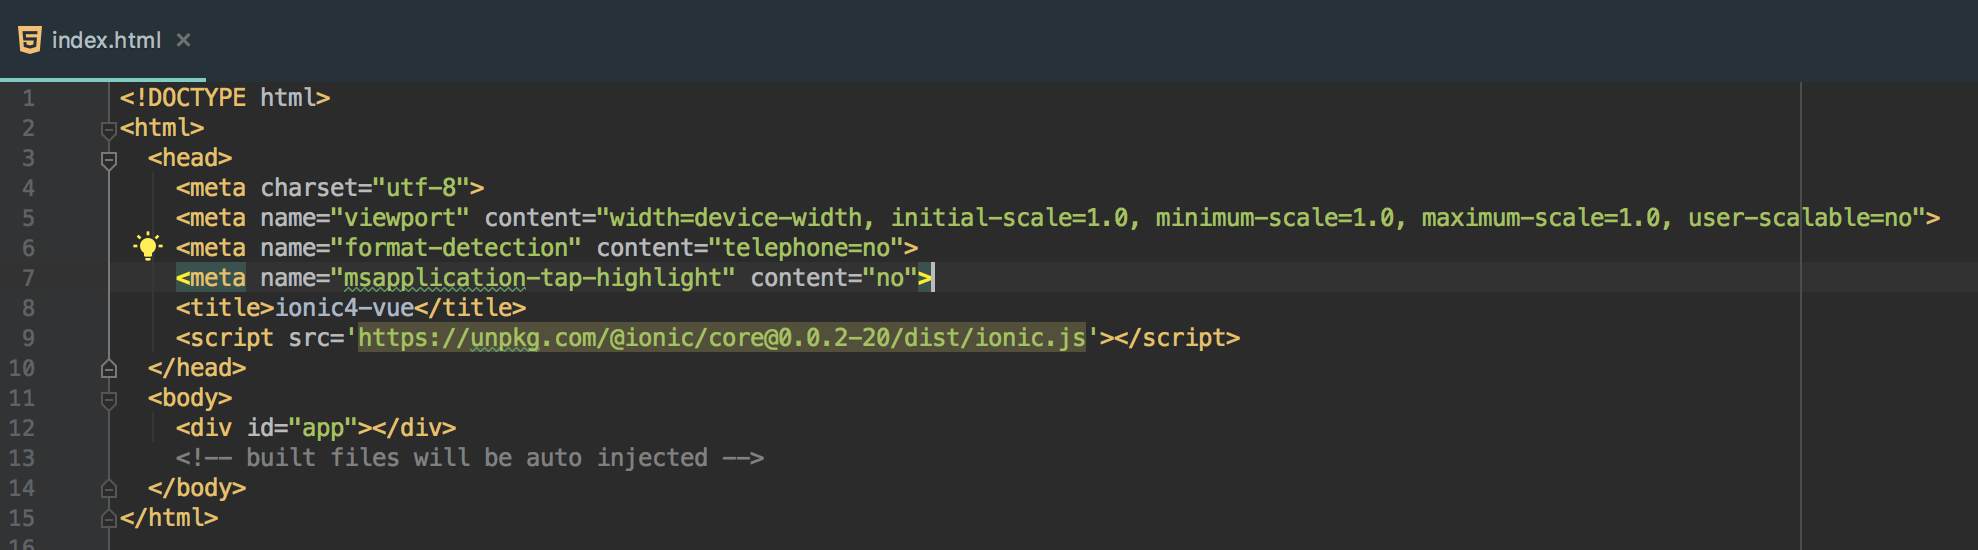 index.html ×
1 <!DOCTYPE html>
2 <html>
3   <head>
4     <meta charset="utf-8">
5     <meta name="viewport" content="width=device-width, initial-scale=1.0, minimum-scale=1.0, maximum-scale=1.0, user-scalable=no">
6     <meta name="format-detection" content="telephone=no">
7     <meta name="msapplication-tap-highlight" content="no">
8     <title>ionic4-vue</title>
9     <script src='https://unpkg.com/@ionic/core@0.0.2-20/dist/ionic.js'></script>
10   </head>
11   <body>
12     <div id="app"></div>
13     <!-- built files will be auto injected -->
14   </body>
15 </html>
16